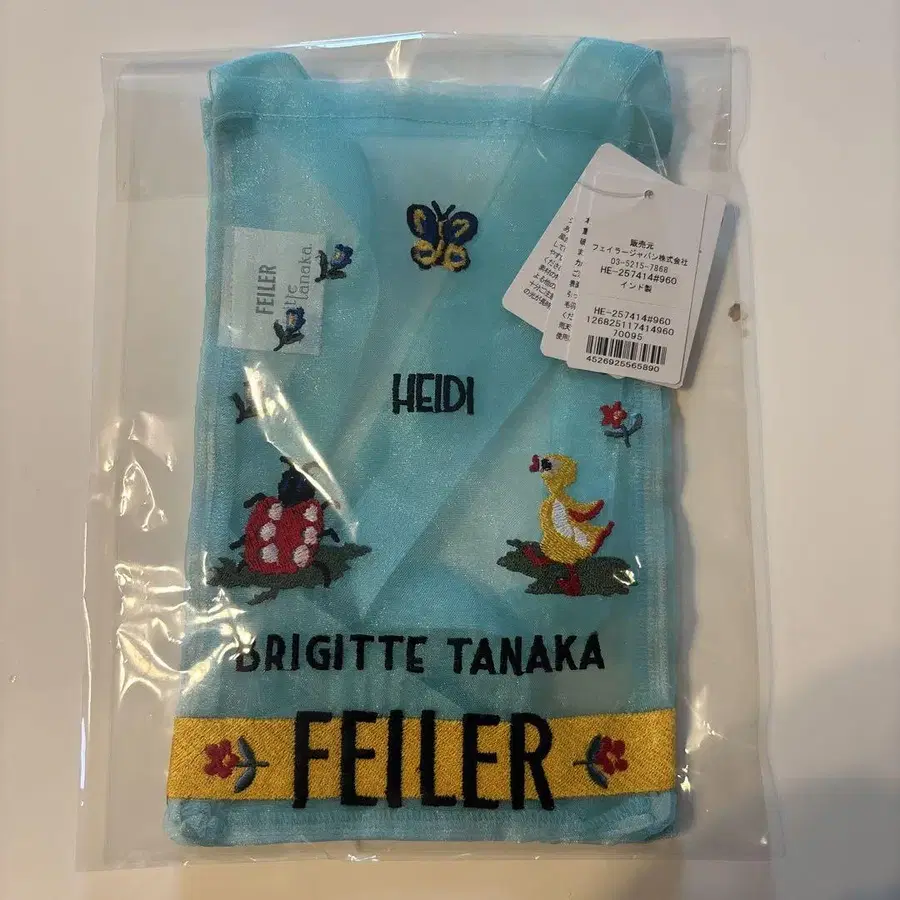 FEILER
tanaka
HEIDI
BRIGITTE TANAKA
FEILER
販売元
フェイラージャパン株式会社
03-5215-7868
HE-257414#960
インド製
HE-257414#960
126825117414960
70095
4526925565890